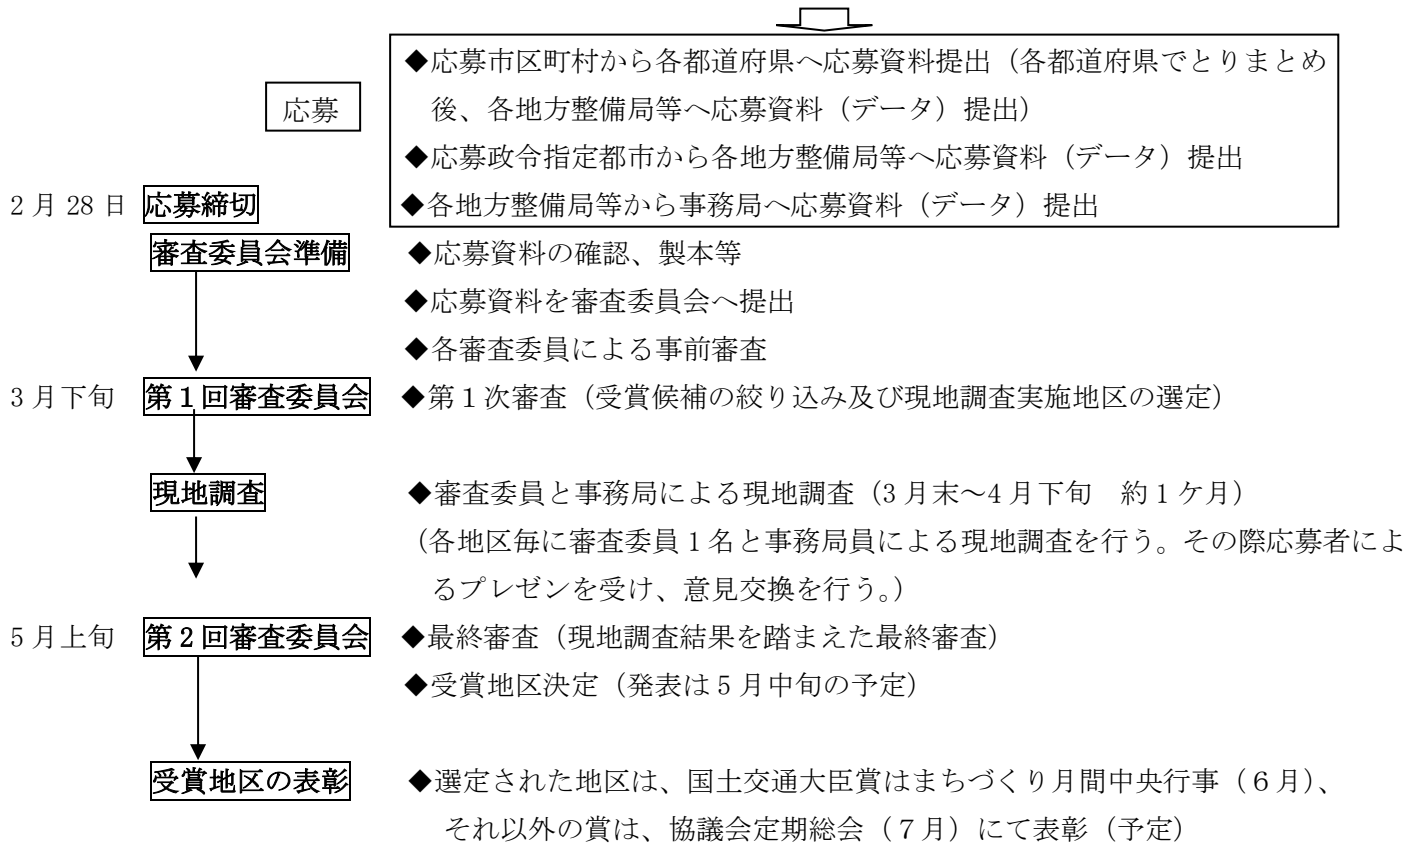 ◆応募市区町村から各都道府県へ応募資料提出（各都道府県でとりまとめ
応募
後、各地方整備局等へ応募資料（データ）提出）
◆応募政令指定都市から各地方整備局等へ応募資料（データ）提出
2月28日 応募締切 ◆各地方整備局等から事務局へ応募資料（データ）提出
審査委員会準備 ◆応募資料の確認、製本等
◆応募資料を審査委員会へ提出
◆各審査委員による事前審査
3月下旬 第１回審査委員会 ◆第１次審査（受賞候補の絞り込み及び現地調査実施地区の選定）
現地調査 ◆審査委員と事務局による現地調査（3月末～4月下旬　約1ケ月）
（各地区毎に審査委員1名と事務局員による現地調査を行う。その際応募者によ
るプレゼンを受け、意見交換を行う。）
5月上旬 第２回審査委員会 ◆最終審査（現地調査結果を踏まえた最終審査）
◆受賞地区決定（発表は5月中旬の予定）
受賞地区の表彰 ◆選定された地区は、国土交通大臣賞はまちづくり月間中央行事（６月）、
それ以外の賞は、協議会定期総会（７月）にて表彰（予定）